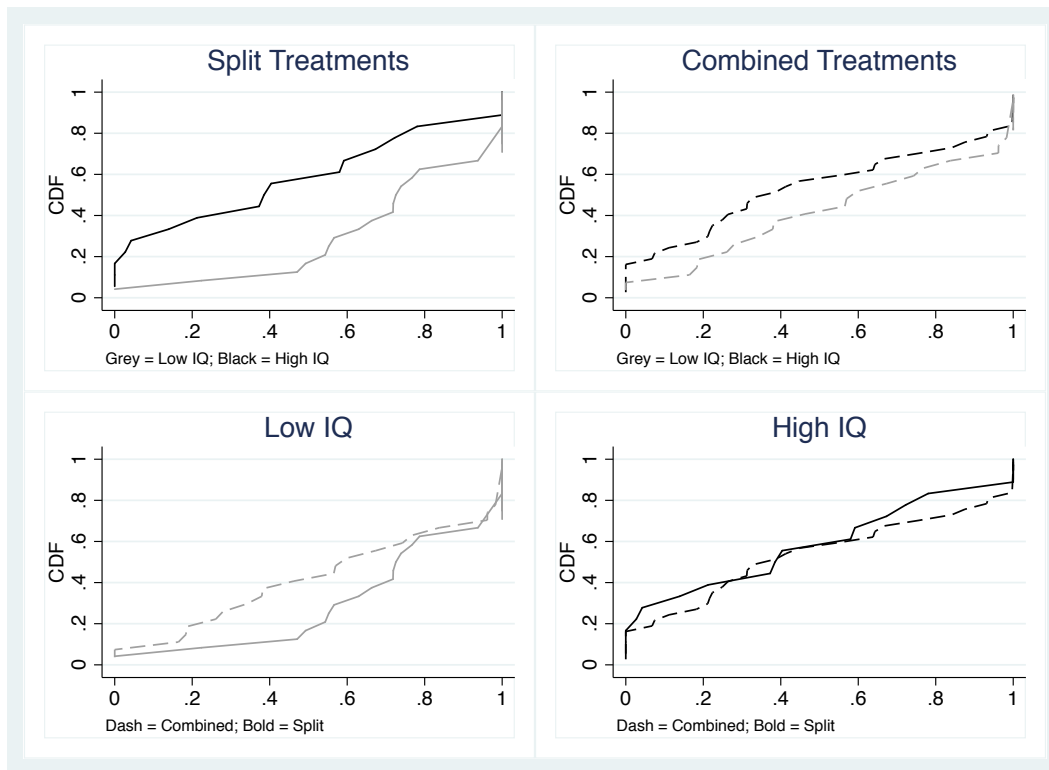 Split Treatments
CDF
1
.8
.6
.4
.2
0
0 .2 .4 .6 .8 1
Grey = Low IQ; Black = High IQ
Combined Treatments
CDF
1
.8
.6
.4
.2
0
0 .2 .4 .6 .8 1
Grey = Low IQ; Black = High IQ
Low IQ
CDF
1
.8
.6
.4
.2
0
0 .2 .4 .6 .8 1
Dash = Combined; Bold = Split
High IQ
CDF
1
.8
.6
.4
.2
0
0 .2 .4 .6 .8 1
Dash = Combined; Bold = Split